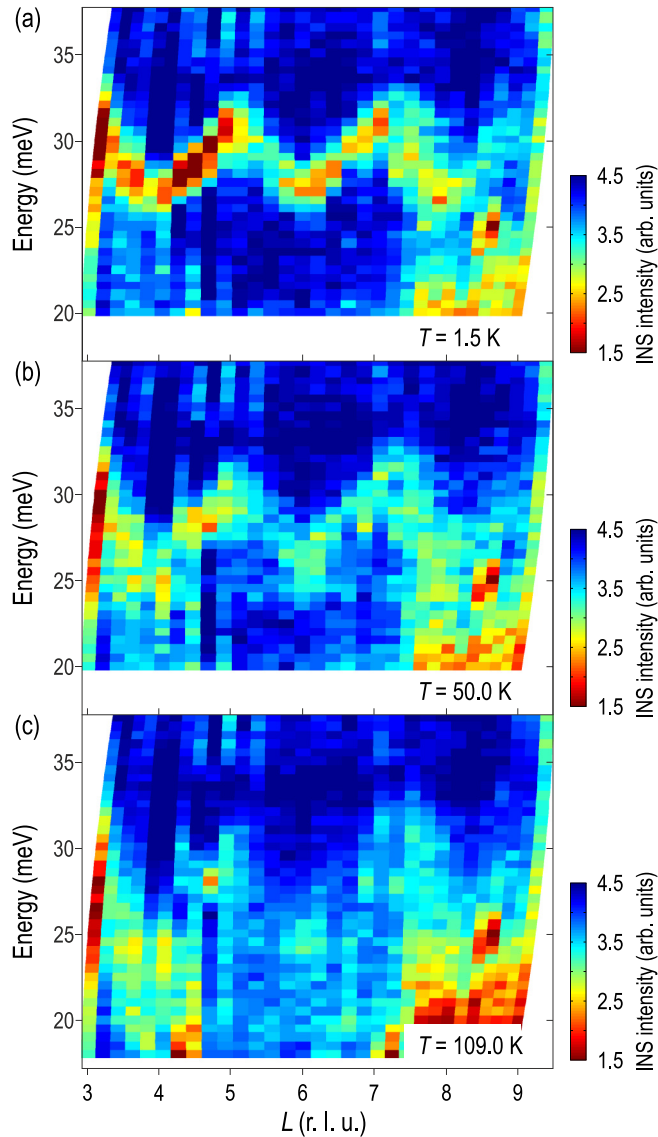 (a)
35
30
25
20
Energy (meV)
T = 1.5 K
4.5
3.5
2.5
1.5
INS intensity (arb. units)
(b)
35
30
25
20
Energy (meV)
T = 50.0 K
4.5
3.5
2.5
1.5
INS intensity (arb. units)
(c)
35
30
25
20
Energy (meV)
T = 109.0 K
4.5
3.5
2.5
1.5
INS intensity (arb. units)
3 4 5 6 7 8 9
L (r. l. u.)